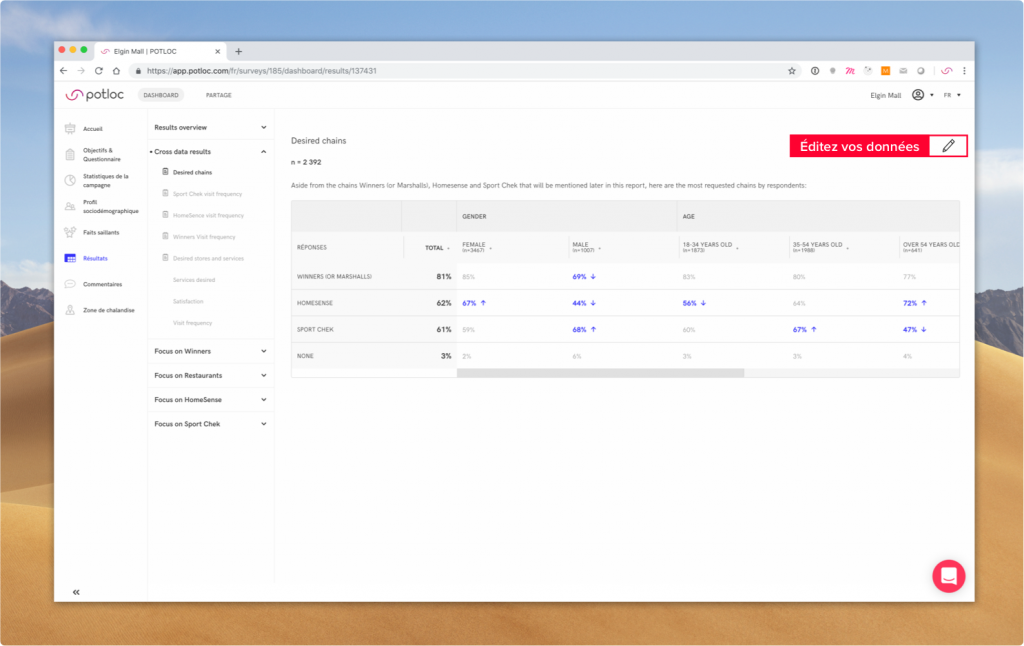 Elgin Mall | POTLOC
https://app.potloc.com/fr/surveys/185/dashboard/results/137431
potloc DASHBOARD PARTAGE Elgin Mall FR
Accueil
Objectifs &
Questionnaire
Statistiques de la
campagne
Profil
sociodémographique
Faits saillants
Résultats
Commentaires
Zone de chalandise
Results overview
Cross data results
Desired chains
Sport Chek visit frequency
HomeSense visit frequency
Winners Visit frequency
Desired stores and services
Services desired
Satisfaction
Visit frequency
Focus on Winners
Focus on Restaurants
Focus on HomeSense
Focus on Sport Chek
Desired chains
Éditez vos données
n = 2 392
Aside from the chains Winners (or Marshalls), Homesense and Sport Chek that will be mentioned later in this report, here are the most requested chains by respondents:
GENDER AGE
RÉPONSES TOTAL FEMALE MALE 18-34 YEARS OLD 35-54 YEARS OLD OVER 54 YEARS OLD
(n=3467) (n=1007) (n=1873) (n=1988) (n=641)
WINNERS (OR MARSHALLS) 81% 85% 69% ↓ 83% 80% 77%
HOMESENSE 62% 67% ↑ 44% ↓ 56% ↓ 64% 72% ↑
SPORT CHEK 61% 59% 68% ↑ 60% 67% ↑ 47% ↓
NONE 3% 2% 6% 3% 3% 4%